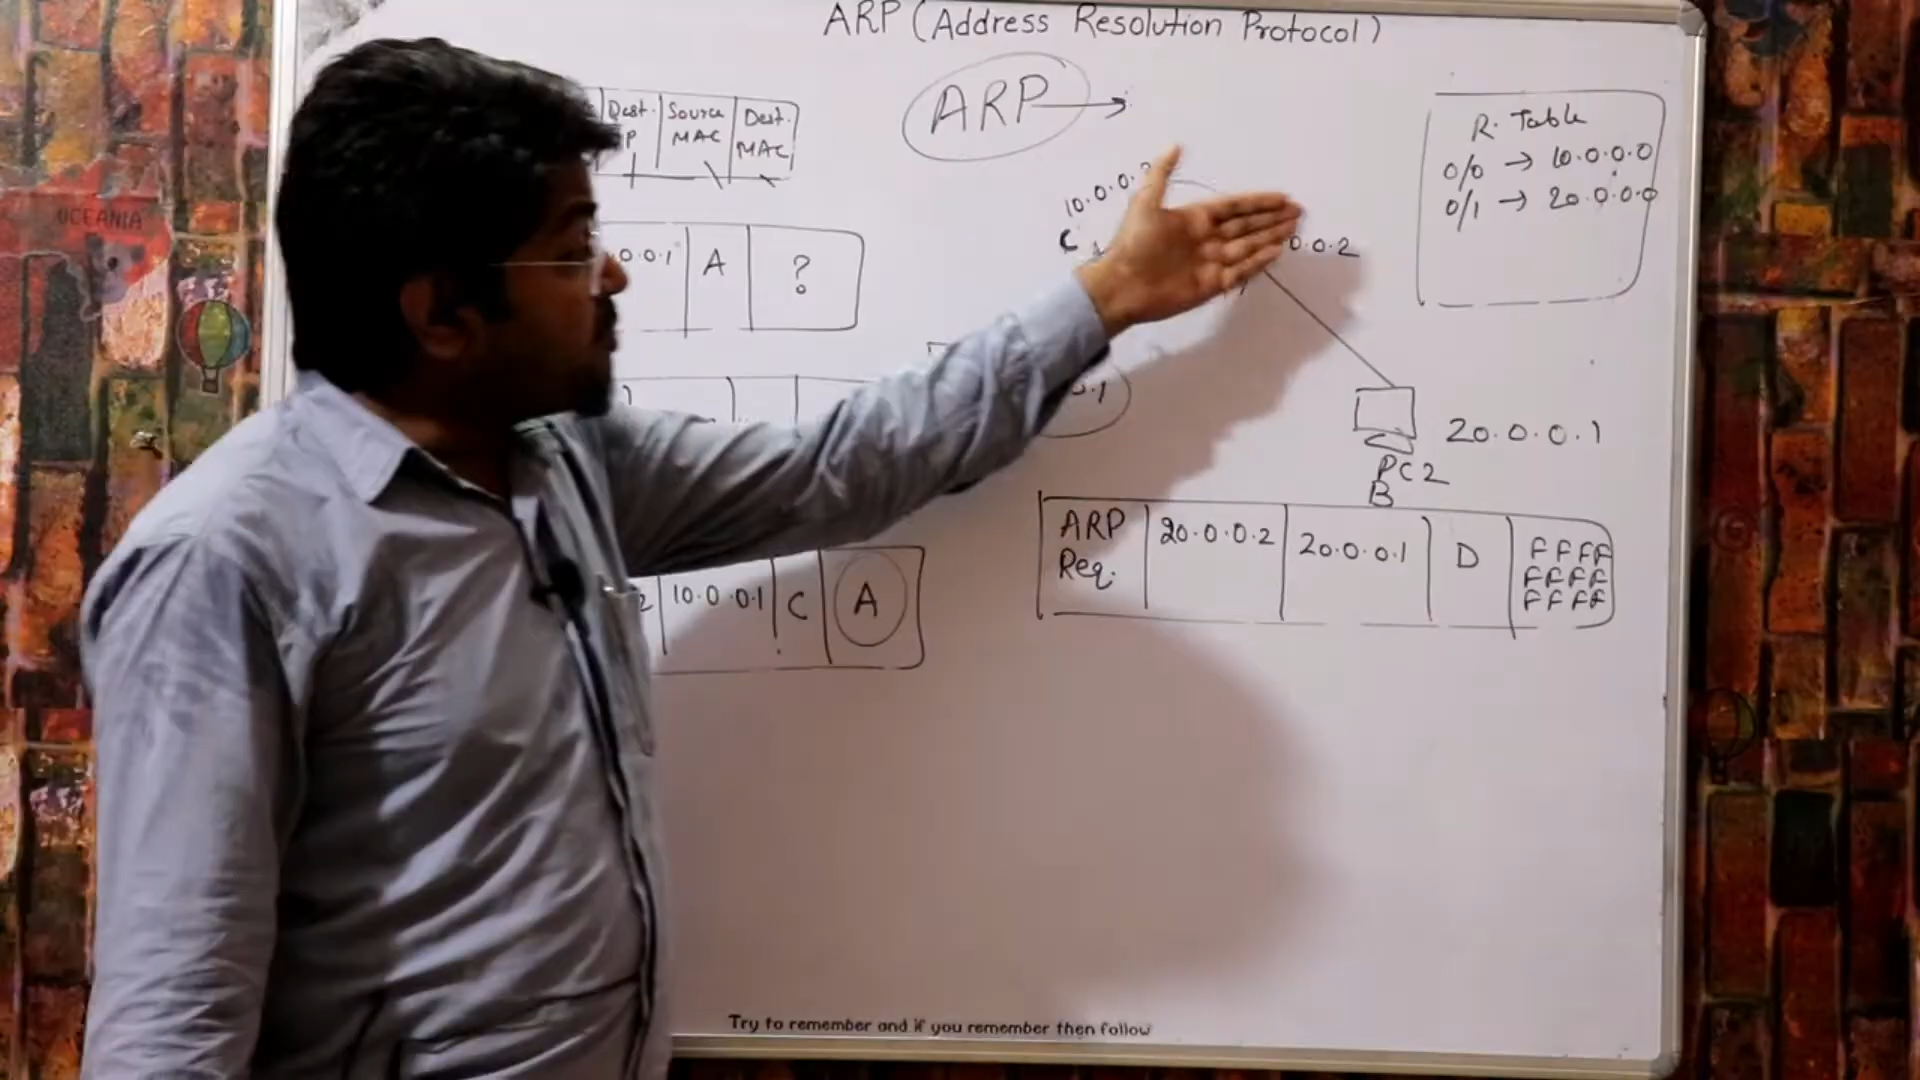 ARP (Address Resolution Protocol)
Dest. Source Dest.
IP MAC MAC
ARP →
R. Table
0/0 → 10.0.0.0
0/1 → 20.0.0.0
10.0.0.
C
0.0.2
0.0.1 A ?
OCEANIA
20.0.0.1
PC2
B
ARP 20.0.0.2 20.0.0.1 D FFFF
Req. FFFF
FFFF
2 10.0.0.1 C A
Try to remember and if you remember then follow